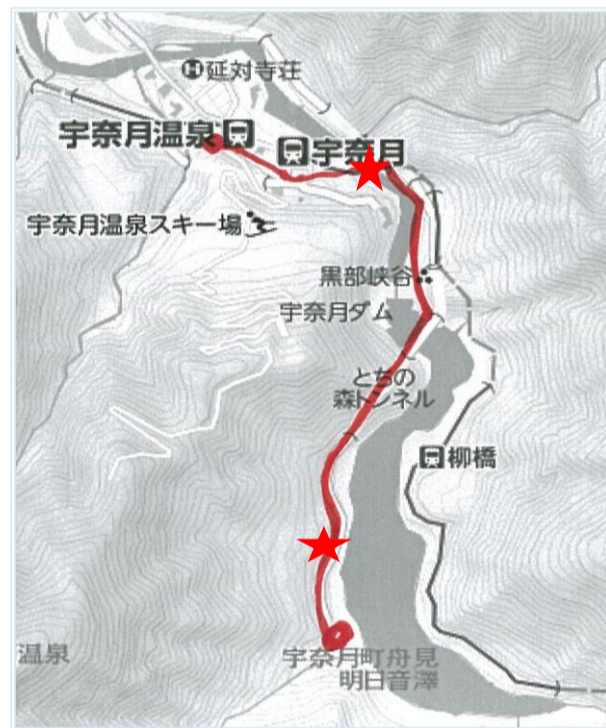 延対寺荘
宇奈月温泉
宇奈月
宇奈月温泉スキー場
黒部峡谷
宇奈月ダム
とちの
森トンネル
柳橋
宇奈月町舟見
明日音澤
温泉